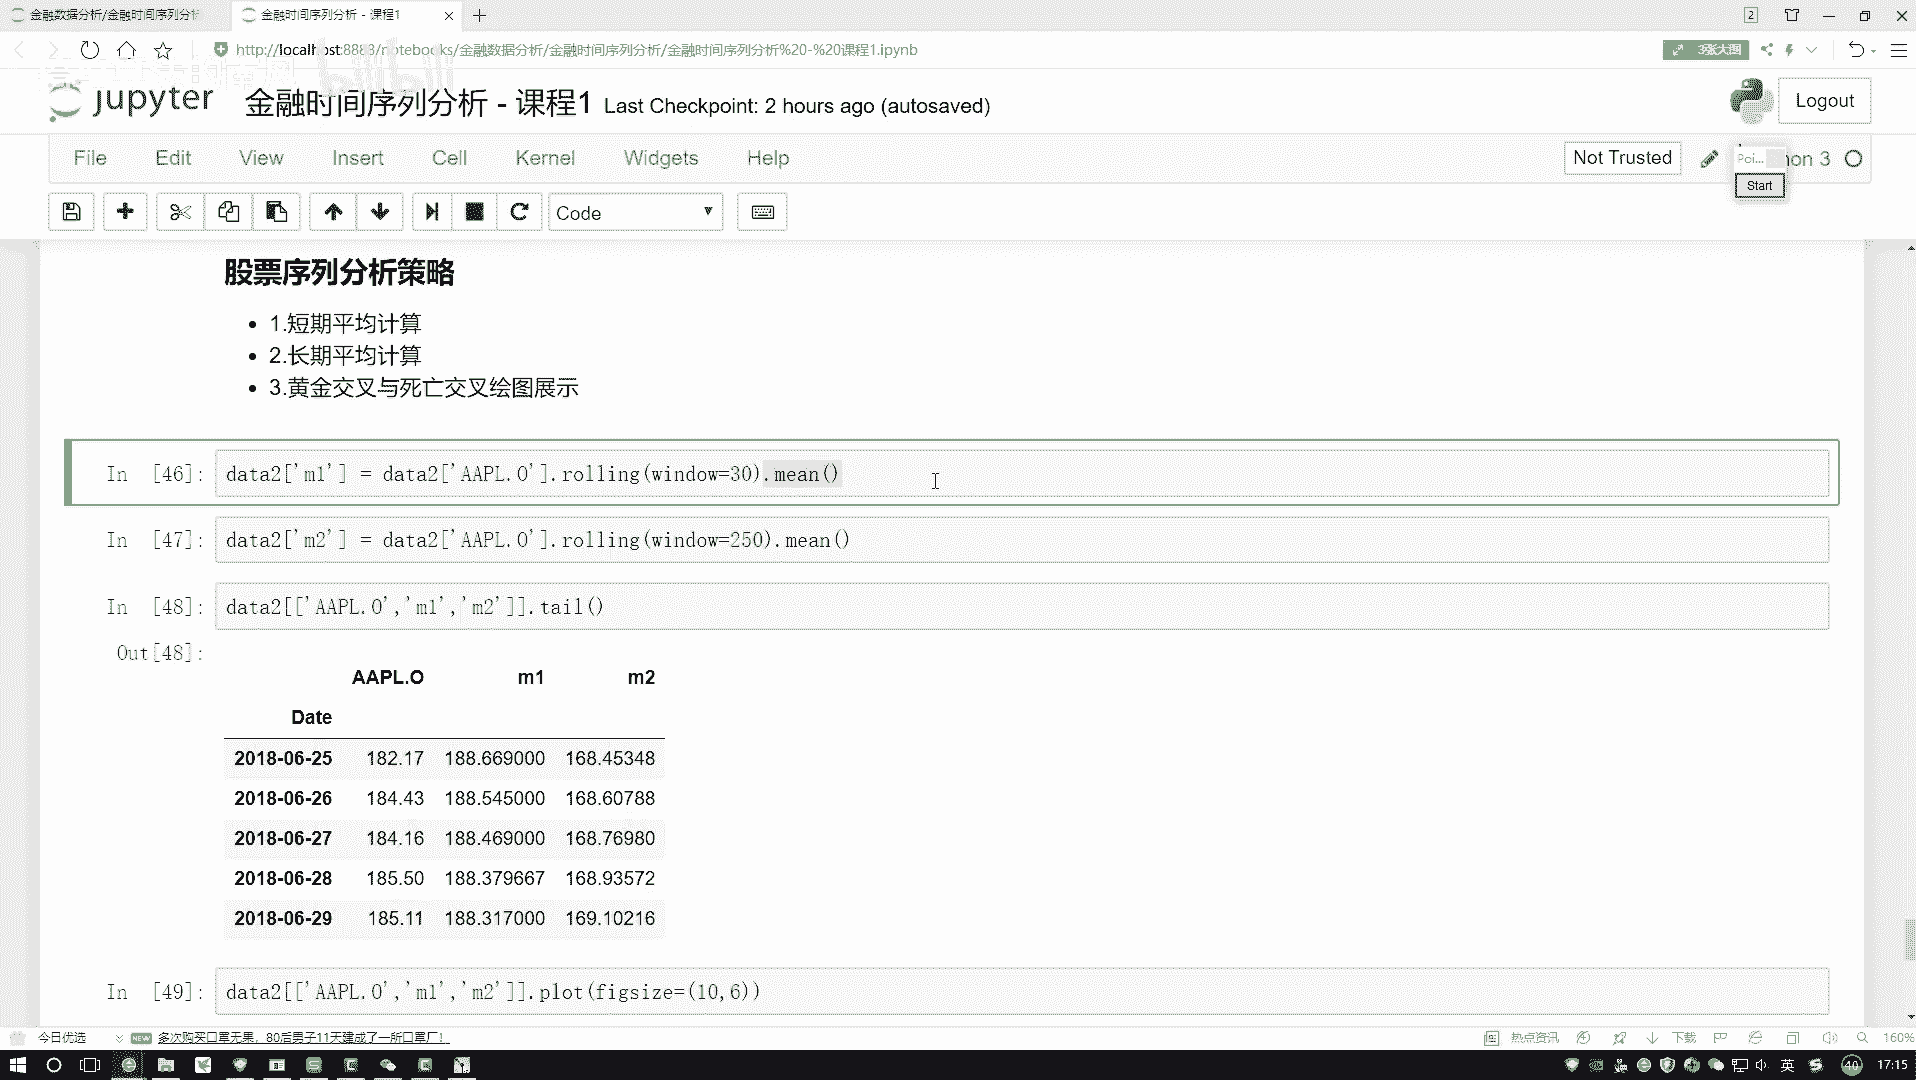 金融数据分析/金融时间序列分析
金融时间序列分析 - 课程1
2
http://localhost:8883/notebooks/金融数据分析/金融时间序列分析/金融时间序列分析%20-%20课程1.ipynb
3张大图
bilibili
jupyter
金融时间序列分析 - 课程1 Last Checkpoint: 2 hours ago (autosaved)
Logout
File Edit View Insert Cell Kernel Widgets Help
Not Trusted
Poi...
hon 3
Start
Code
股票序列分析策略
1.短期平均计算
2.长期平均计算
3.黄金交叉与死亡交叉绘图展示
In [46]: data2['m1'] = data2['AAPL.O'].rolling(window=30).mean()
In [47]: data2['m2'] = data2['AAPL.O'].rolling(window=250).mean()
In [48]: data2[['AAPL.O','m1','m2']].tail()
Out[48]:
AAPL.O m1 m2
Date
2018-06-25 182.17 188.669000 168.45348
2018-06-26 184.43 188.545000 168.60788
2018-06-27 184.16 188.469000 168.76980
2018-06-28 185.50 188.379667 168.93572
2018-06-29 185.11 188.317000 169.10216
In [49]: data2[['AAPL.O','m1','m2']].plot(figsize=(10,6))
今日优选
NEW 多次购买口罩无果，80后男子11天建成了一所口罩厂！
热点资讯
下载
160%
英
40
17:15